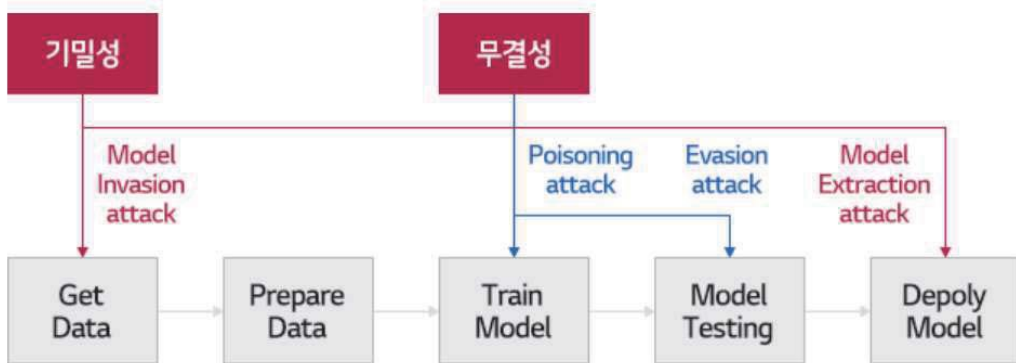 기밀성
무결성
Model
Invasion
attack
Poisoning
attack
Evasion
attack
Model
Extraction
attack
Get
Data
Prepare
Data
Train
Model
Model
Testing
Depoly
Model